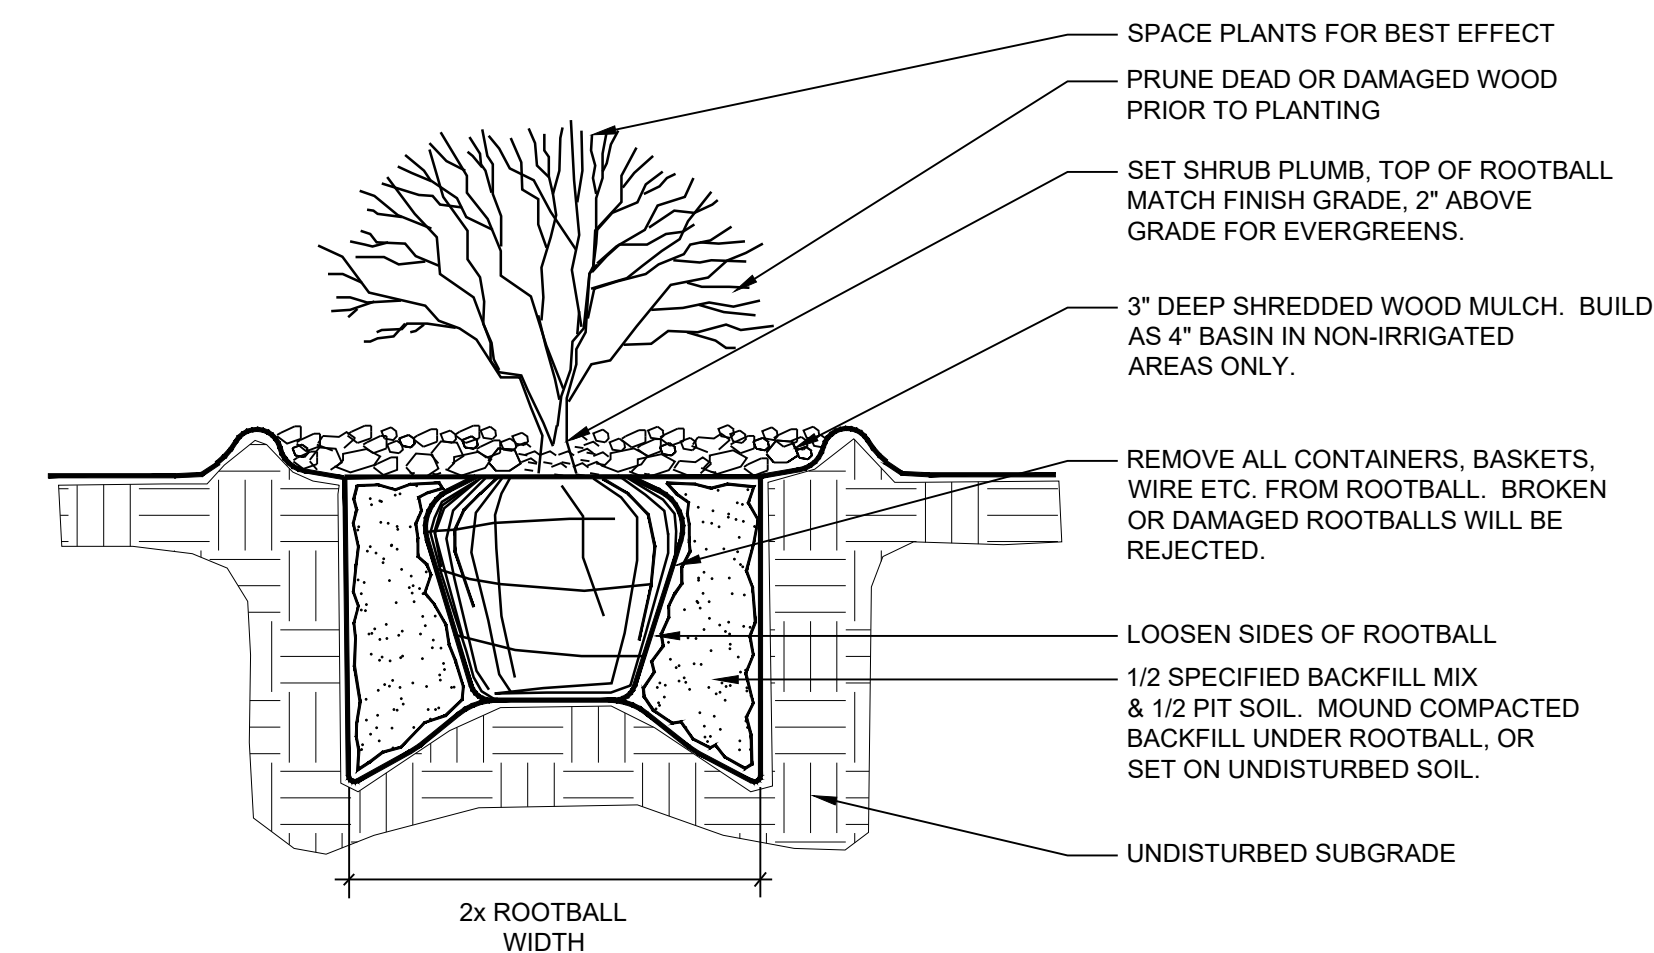 SPACE PLANTS FOR BEST EFFECT
PRUNE DEAD OR DAMAGED WOOD
PRIOR TO PLANTING
SET SHRUB PLUMB, TOP OF ROOTBALL
MATCH FINISH GRADE, 2" ABOVE
GRADE FOR EVERGREENS.
3" DEEP SHREDDED WOOD MULCH. BUILD
AS 4" BASIN IN NON-IRRIGATED
AREAS ONLY.
REMOVE ALL CONTAINERS, BASKETS,
WIRE ETC. FROM ROOTBALL. BROKEN
OR DAMAGED ROOTBALLS WILL BE
REJECTED.
LOOSEN SIDES OF ROOTBALL
1/2 SPECIFIED BACKFILL MIX
& 1/2 PIT SOIL. MOUND COMPACTED
BACKFILL UNDER ROOTBALL, OR
SET ON UNDISTURBED SOIL.
UNDISTURBED SUBGRADE
2x ROOTBALL
WIDTH